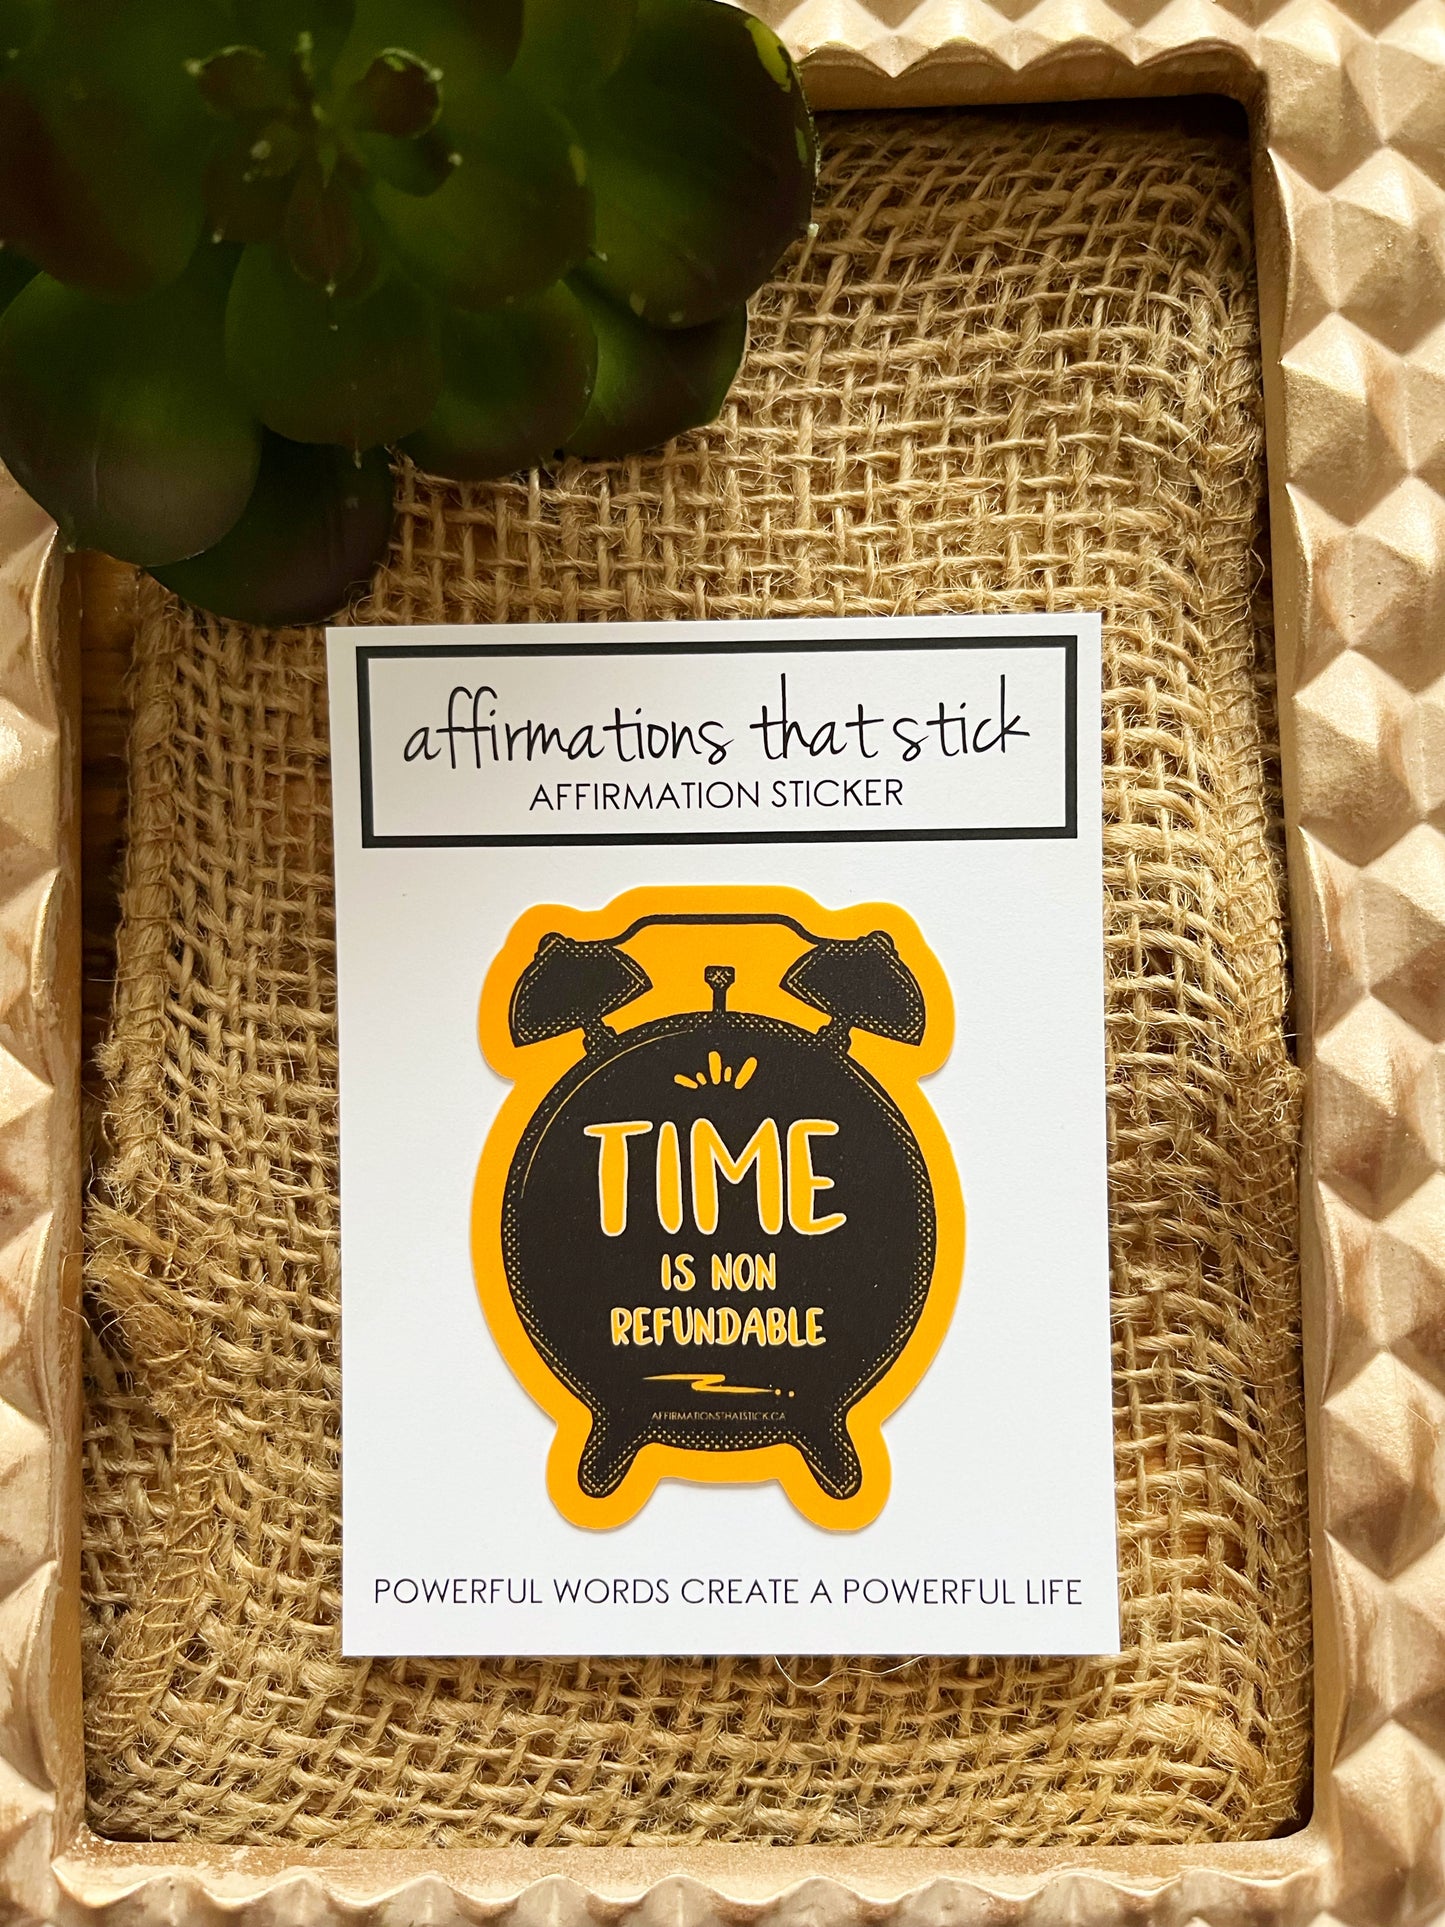 affirmations that stick
AFFIRMATION STICKER
TIME
IS NON
REFUNDABLE
AFFIRMATIONSTHATSTICK.CA
POWERFUL WORDS CREATE A POWERFUL LIFE